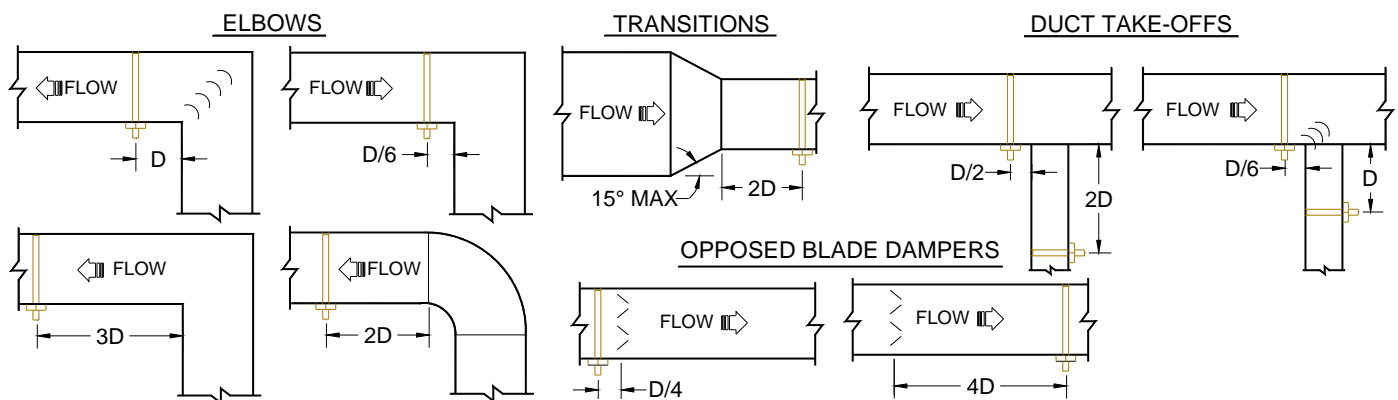 ELBOWS
FLOW
D
FLOW
D/6
FLOW
3D
FLOW
2D
TRANSITIONS
FLOW
15° MAX
2D
DUCT TAKE-OFFS
FLOW
D/2
2D
FLOW
D/6
D
OPPOSED BLADE DAMPERS
FLOW
D/4
FLOW
4D